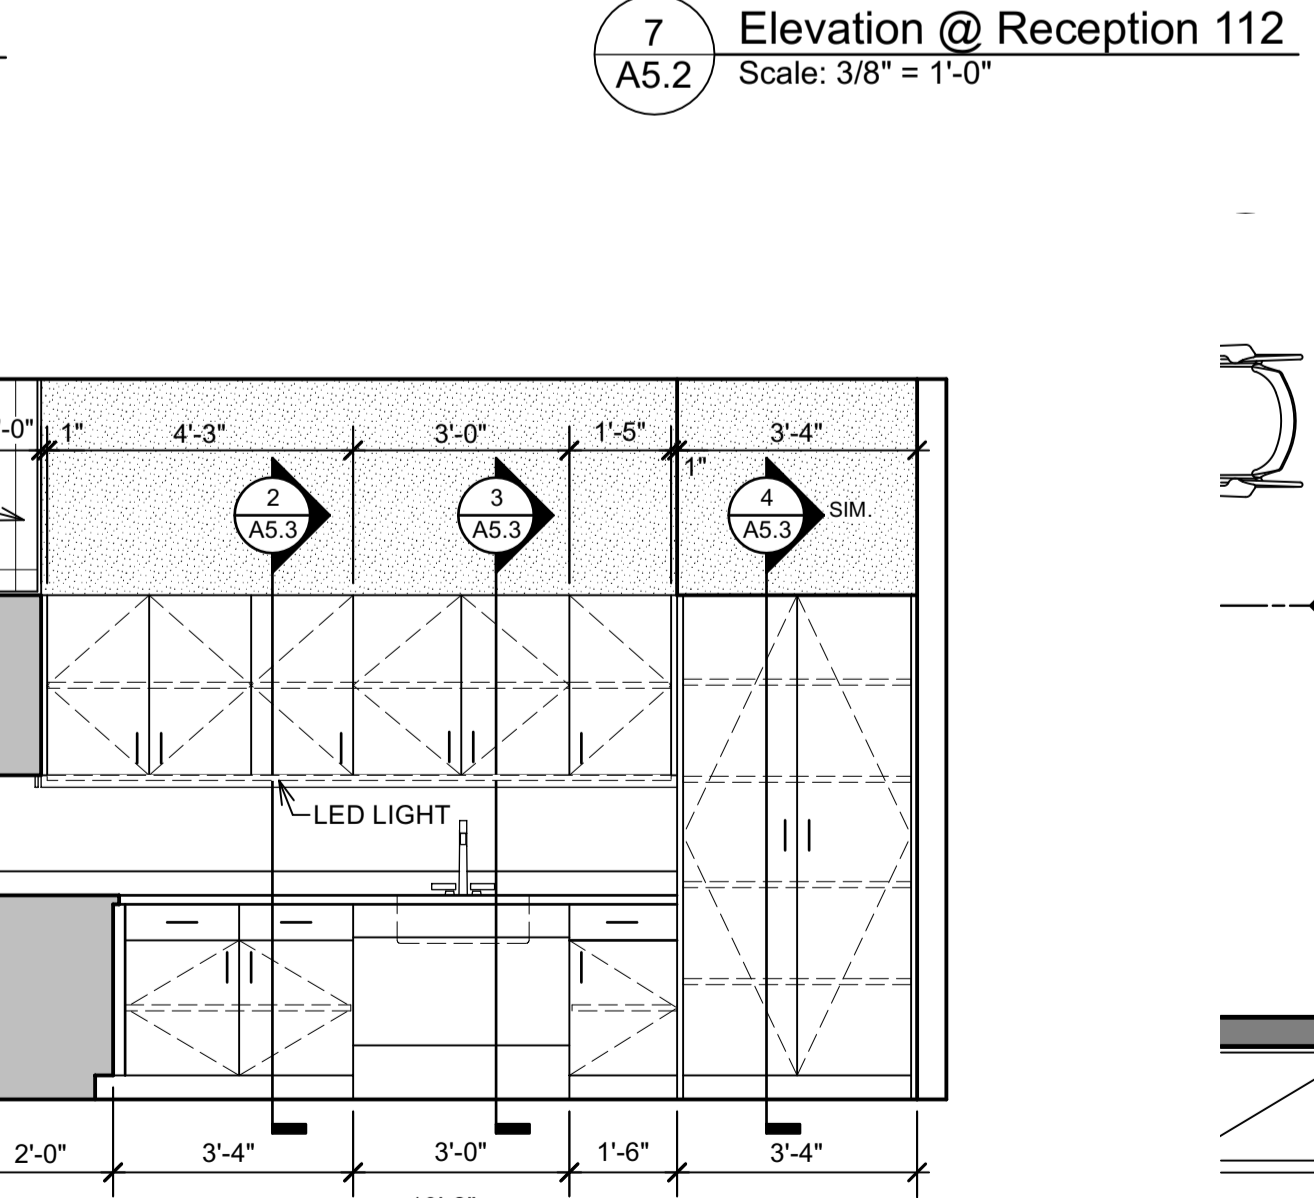 7
A5.2
Elevation @ Reception 112
Scale: 3/8" = 1'-0"
-0" 1" 4'-3" 3'-0" 1'-5" 3'-4"
1"
2
A5.3
3
A5.3
4
A5.3
SIM.
LED LIGHT
2'-0" 3'-4" 3'-0" 1'-6" 3'-4"